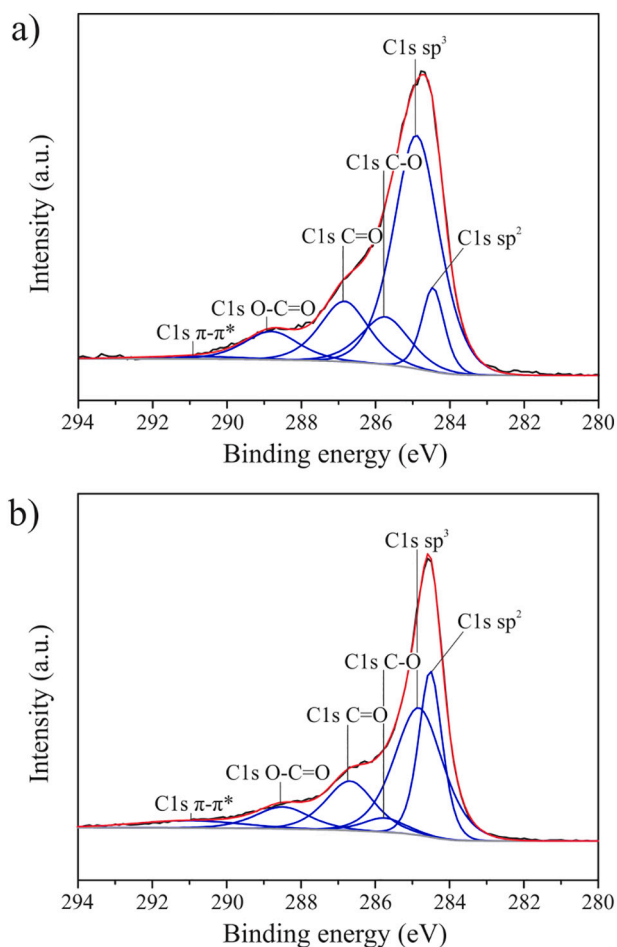 a)
C1s sp³
C1s C-O
C1s C=O
C1s sp²
C1s O-C=O
C1s π-π*
Intensity (a.u.)
294 292 290 288 286 284 282 280
Binding energy (eV)
b)
C1s sp³
C1s sp²
C1s C-O
C1s C=O
C1s O-C=O
C1s π-π*
Intensity (a.u.)
294 292 290 288 286 284 282 280
Binding energy (eV)